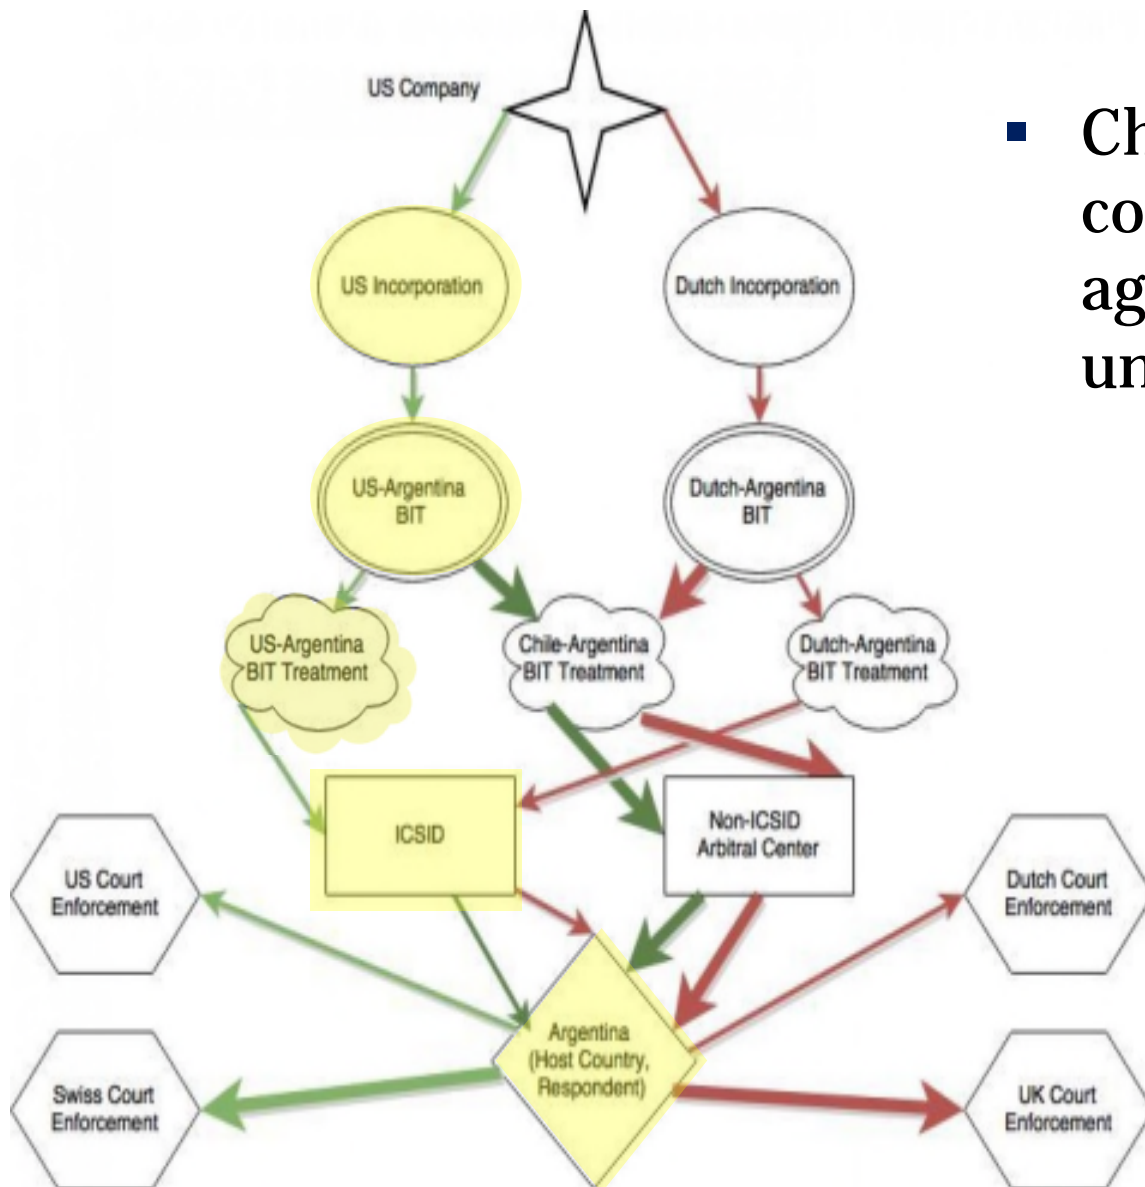 US Company
US Incorporation
Dutch Incorporation
US-Argentina
BIT
Dutch-Argentina
BIT
US-Argentina
BIT Treatment
Chile-Argentina
BIT Treatment
Dutch-Argentina
BIT Treatment
ICSID
Non-ICSID
Arbitral Center
US Court
Enforcement
Dutch Court
Enforcement
Argentina
(Host Country,
Respondent)
Swiss Court
Enforcement
UK Court
Enforcement
▪ Ch
co
ag
un